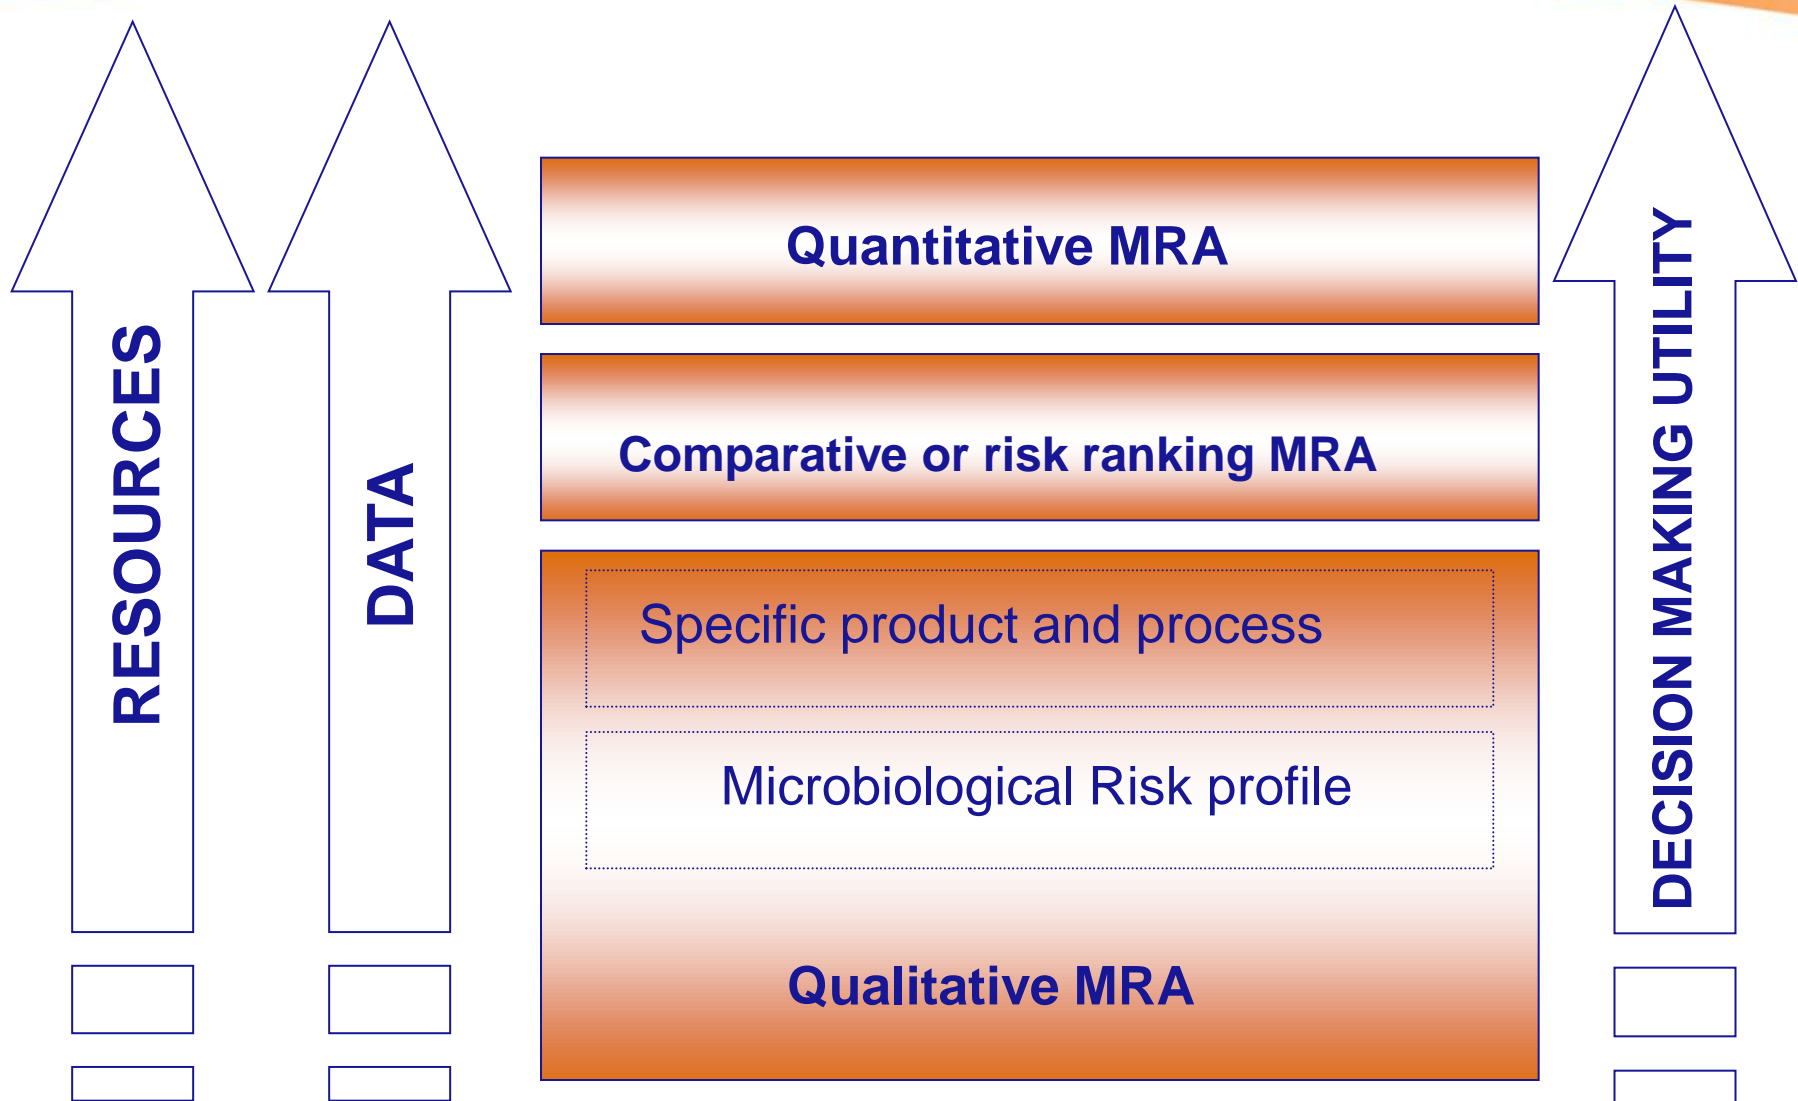 RESOURCES
DATA
Quantitative MRA
Comparative or risk ranking MRA
Specific product and process
Microbiological Risk profile
Qualitative MRA
DECISION MAKING UTILITY